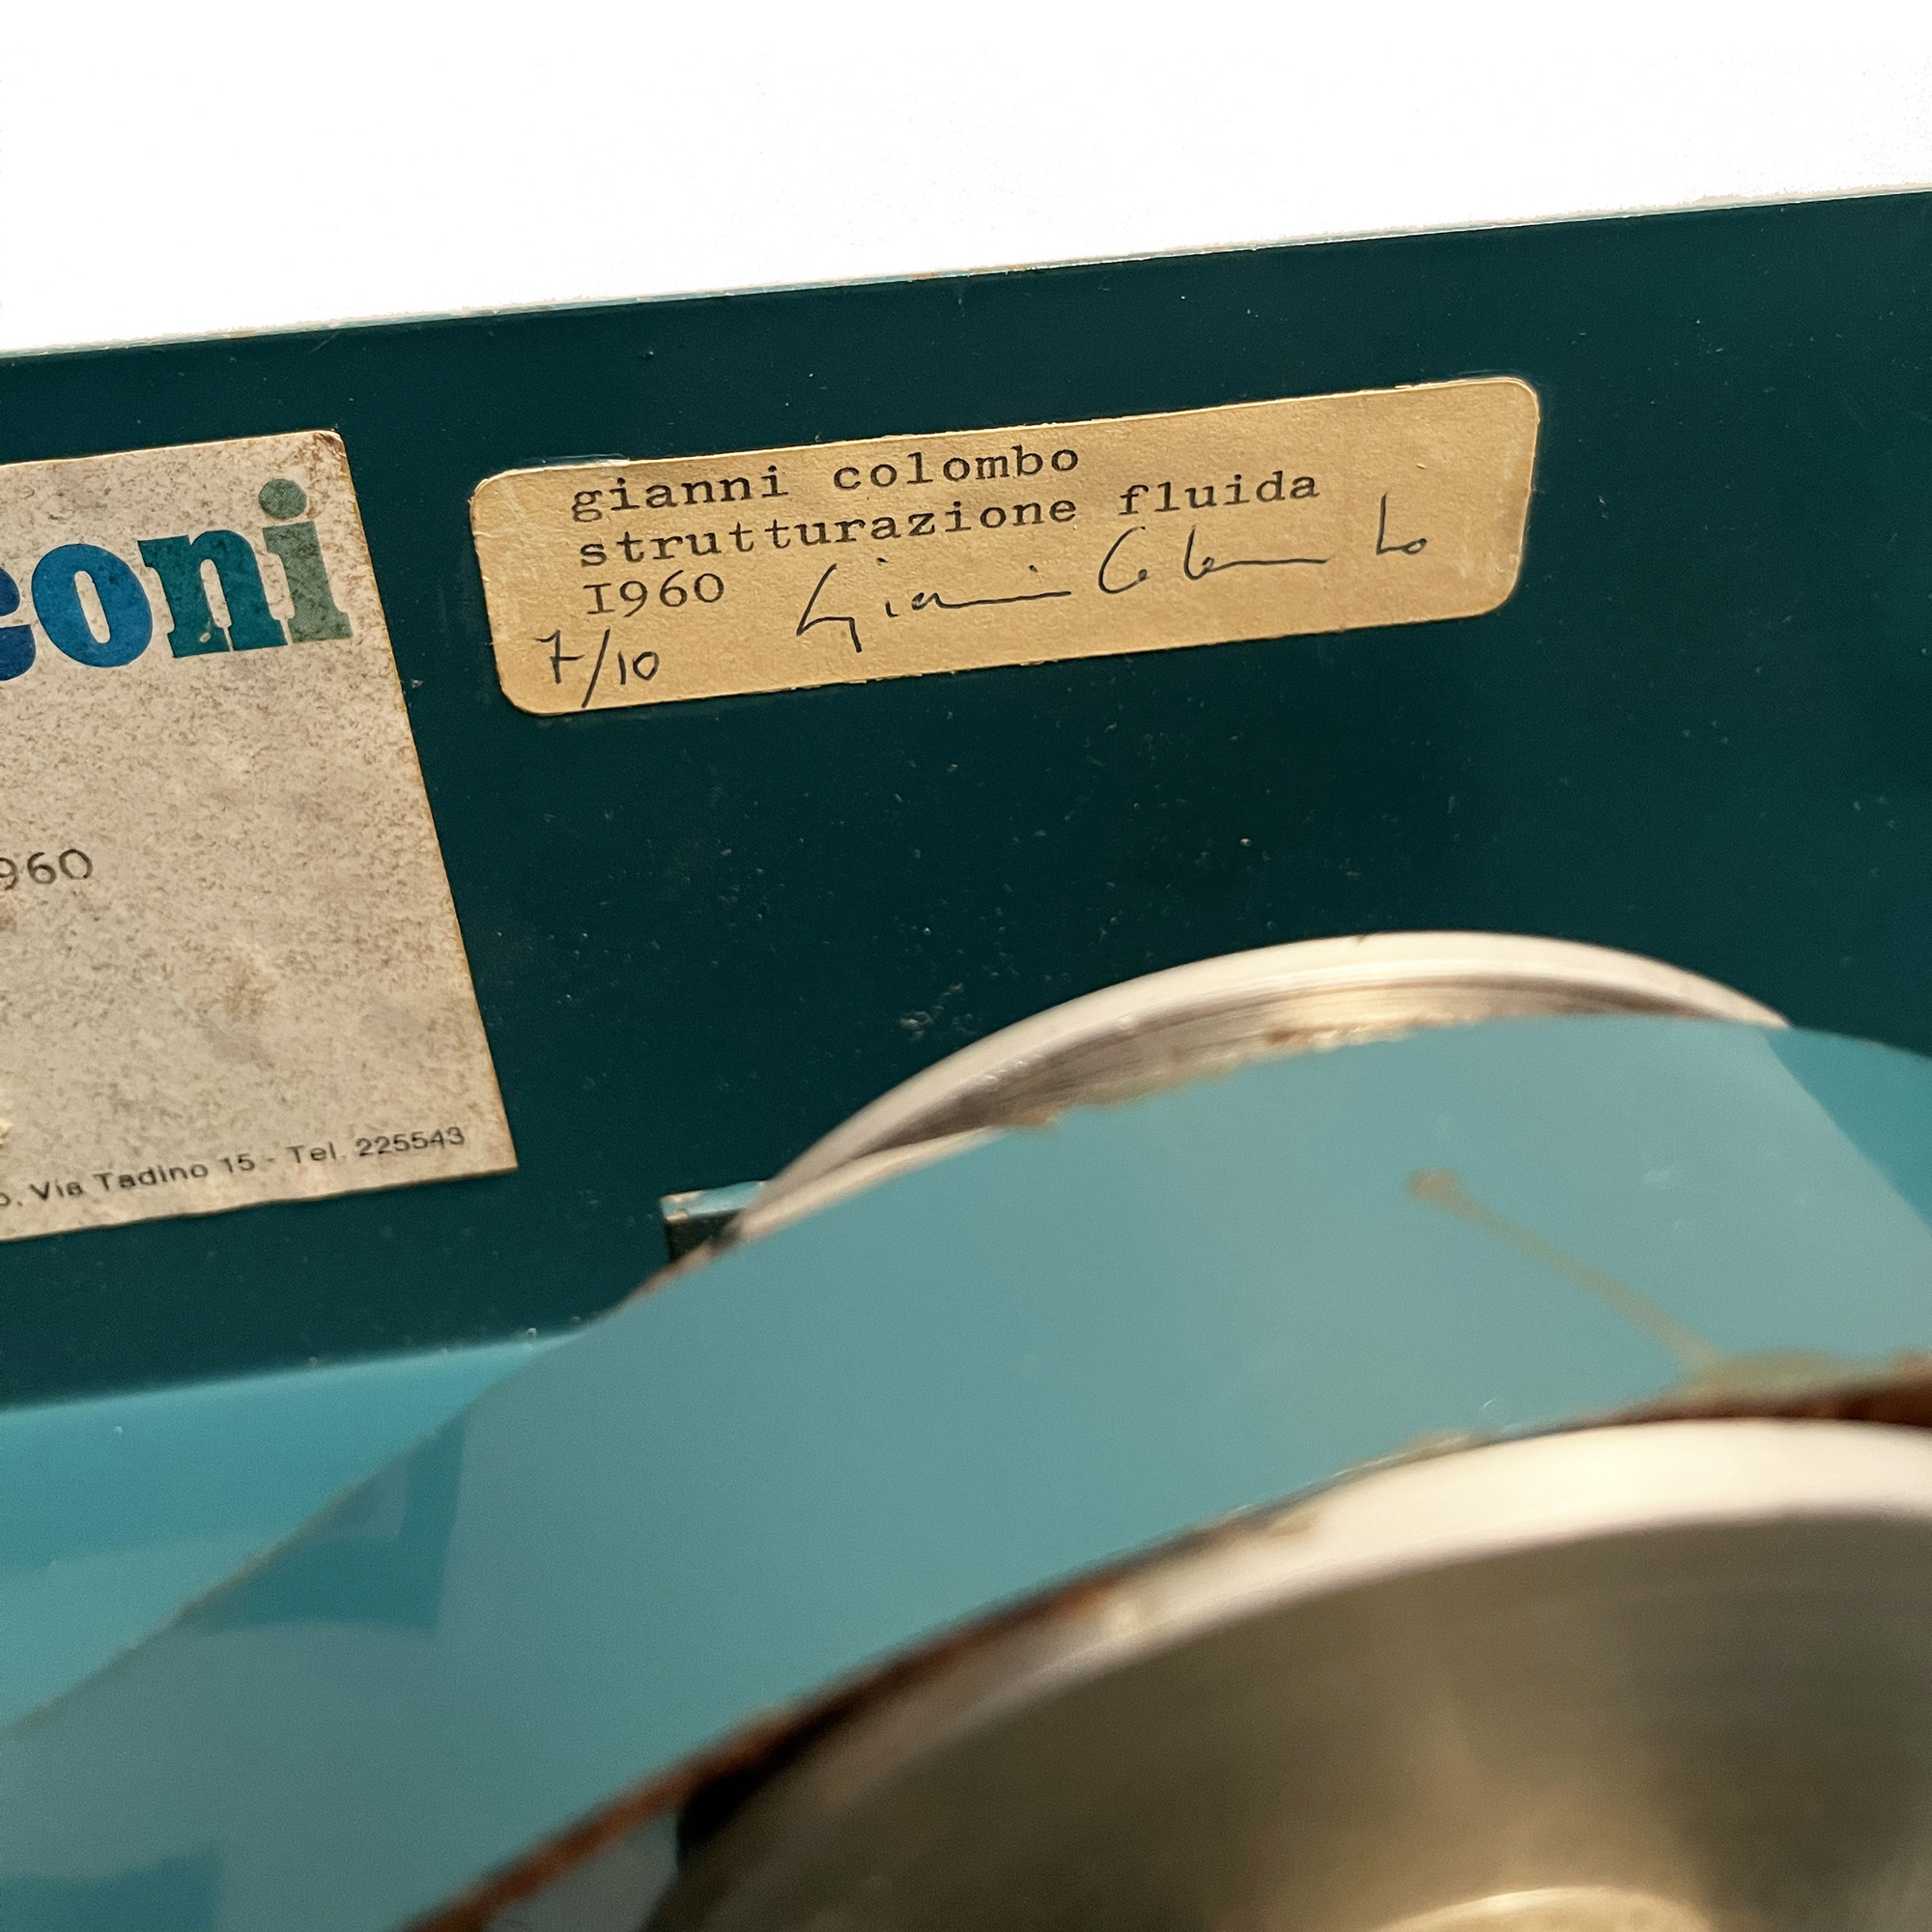 coni
960
Via Tadino 15 - Tel. 225543
gianni colombo
strutturazione fluida
I960 Gianni Colombo
7/10